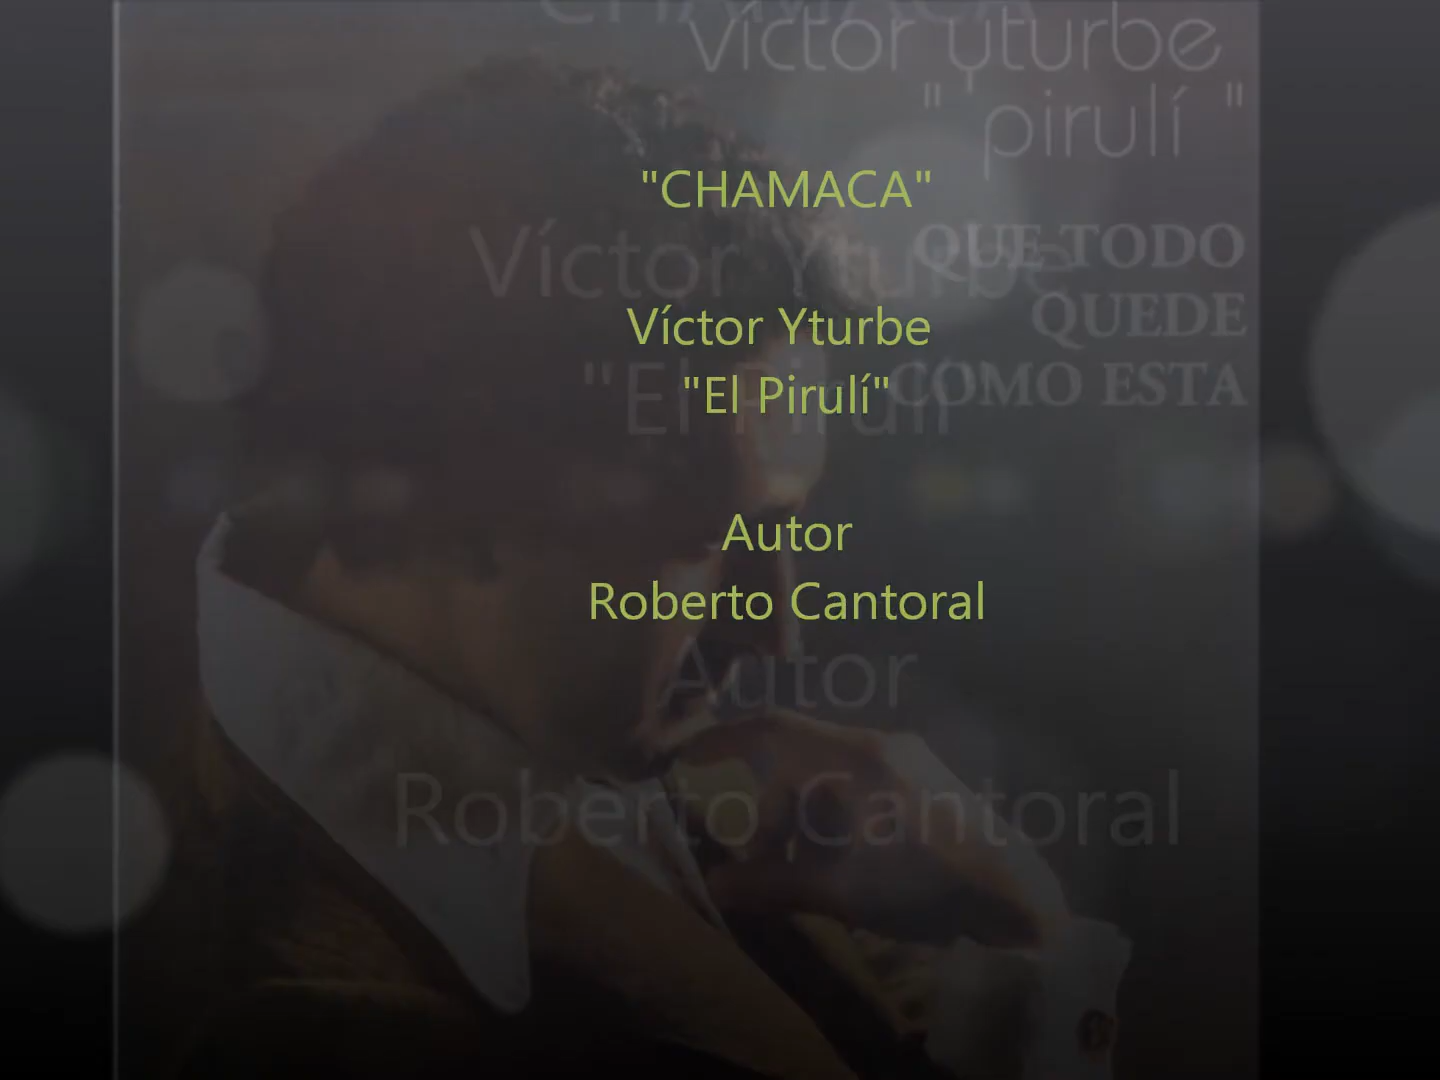 CHAMACA
víctor yturbe
" pirulí "
"CHAMACA"
Víctor Yturbe
QUE TODO
QUEDE
COMO ESTA
Víctor Yturbe
"El Pirulí"
"El Pirulí"
Autor
Roberto Cantoral
Autor
Roberto Cantoral